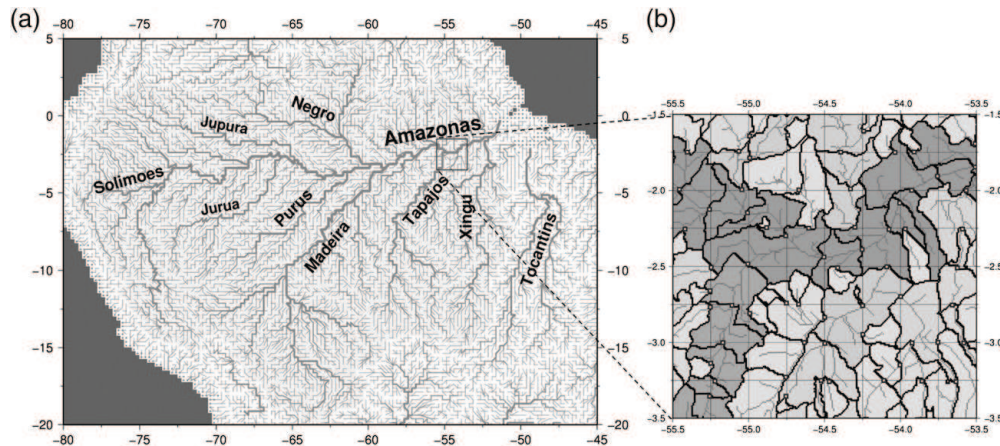 (a)
(b)
−80 −75 −70 −65 −60 −55 −50 −45
5 5
0 0
−5 −5
−10 −10
−15 −15
−20 −20
−80 −75 −70 −65 −60 −55 −50 −45
Negro
Jupura
Amazonas
Solimoes
Jurua
Purus
Madeira
Tapajos
Xingu
Tocantins
−55.5 −55.0 −54.5 −54.0 −53.5
−1.5 −1.5
−2.0 −2.0
−2.5 −2.5
−3.0 −3.0
−3.5 −3.5
−55.5 −55.0 −54.5 −54.0 −53.5